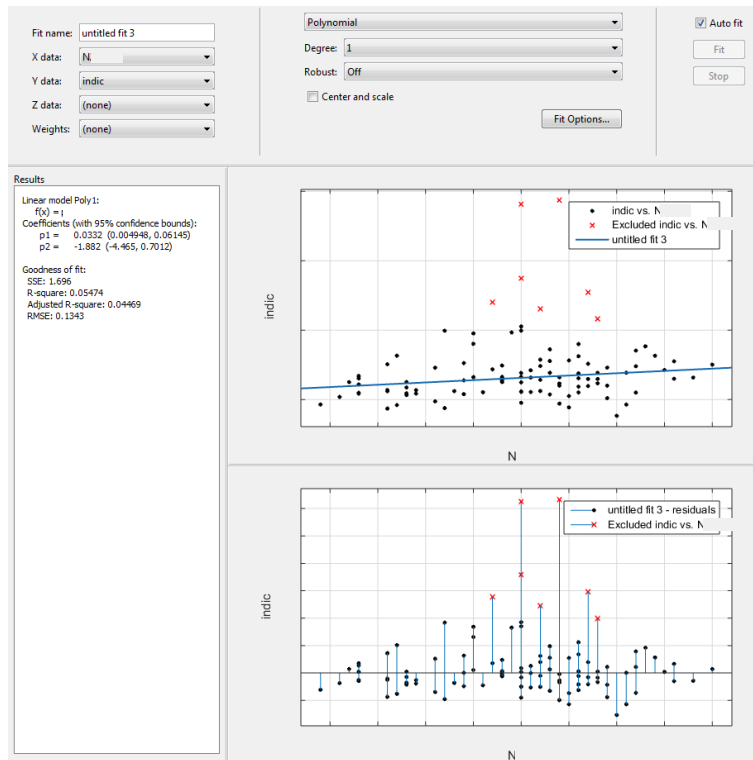 Fit name: untitled fit 3
X data: N
Y data: indic
Z data: (none)
Weights: (none)
Polynomial
Degree: 1
Robust: Off
Center and scale
Fit Options...
Auto fit
Fit
Stop
Results
Linear model Poly1:
f(x) =
Coefficients (with 95% confidence bounds):
p1 = 0.0332 (0.004948, 0.06145)
p2 = -1.882 (-4.465, 0.7012)
Goodness of fit:
SSE: 1.696
R-square: 0.05474
Adjusted R-square: 0.04469
RMSE: 0.1343
indic vs. N
Excluded indic vs. N
untitled fit 3
indic
N
untitled fit 3 - residuals
Excluded indic vs. N
indic
N